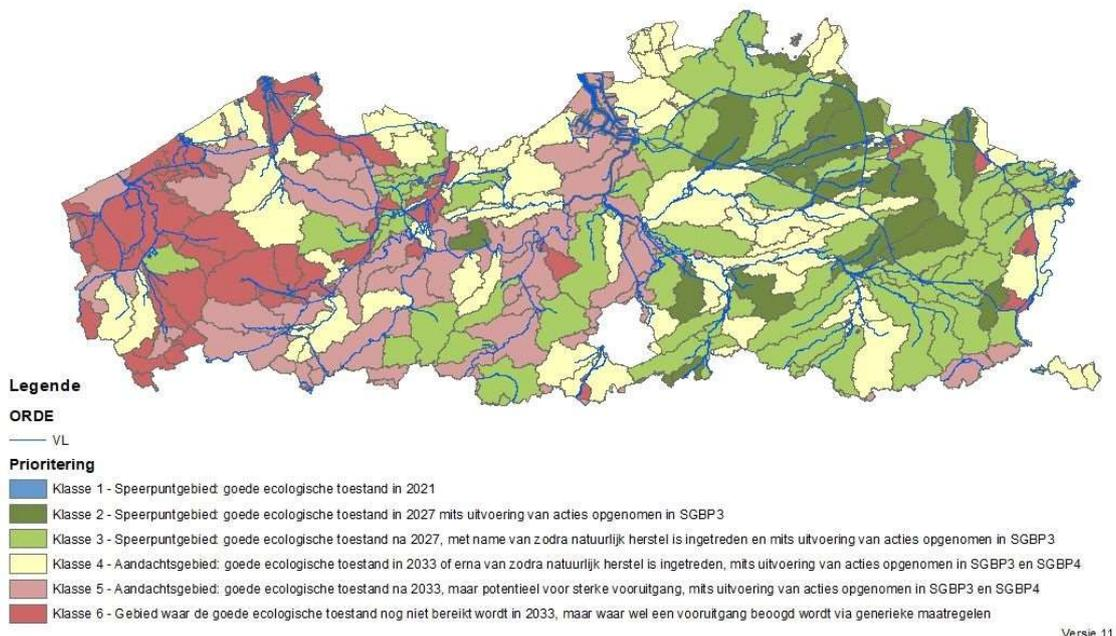 Legende
ORDE
VL
Prioritering
Klasse 1 - Speerpuntgebied: goede ecologische toestand in 2021
Klasse 2 - Speerpuntgebied: goede ecologische toestand in 2027 mits uitvoering van acties opgenomen in SGBP3
Klasse 3 - Speerpuntgebied: goede ecologische toestand na 2027, met name van zodra natuurlijk herstel is ingetreden en mits uitvoering van acties opgenomen in SGBP3
Klasse 4 - Aandachtsgebied: goede ecologische toestand in 2033 of erna van zodra natuurlijk herstel is ingetreden, mits uitvoering van acties opgenomen in SGBP3 en SGBP4
Klasse 5 - Aandachtsgebied: goede ecologische toestand na 2033, maar potentieel voor sterke vooruitgang, mits uitvoering van acties opgenomen in SGBP3 en SGBP4
Klasse 6 - Gebied waar de goede ecologische toestand nog niet bereikt wordt in 2033, maar waar wel een vooruitgang beoogd wordt via generieke maatregelen
Versie 11